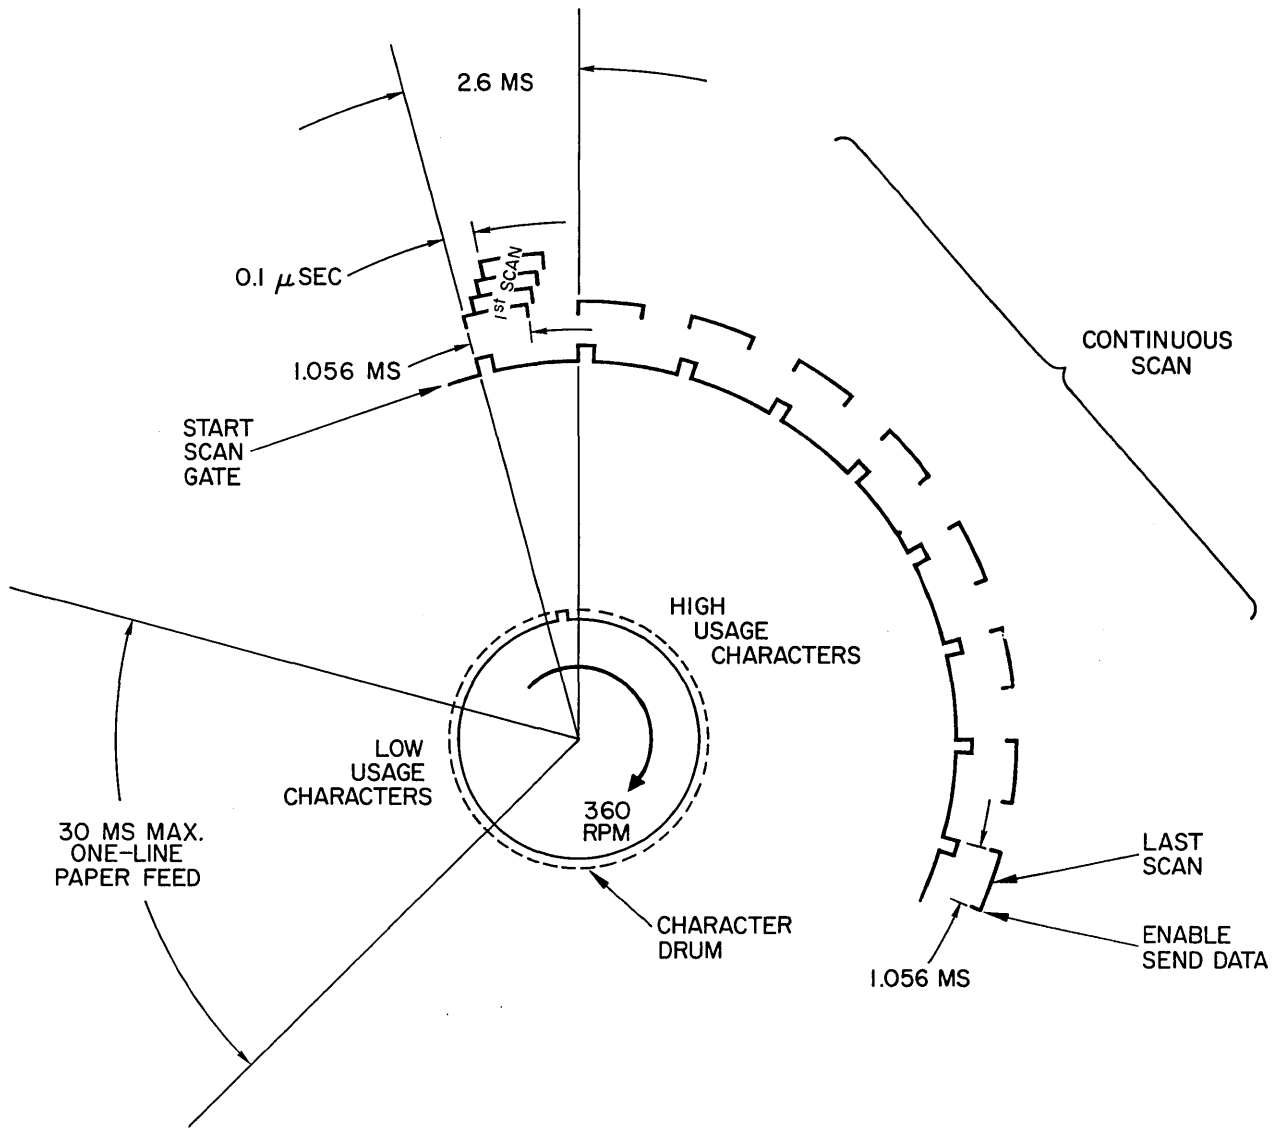 2.6 MS
0.1 μSEC
1st SCAN
1.056 MS
START
SCAN
GATE
CONTINUOUS
SCAN
HIGH
USAGE
CHARACTERS
LOW
USAGE
CHARACTERS
360
RPM
30 MS MAX.
ONE-LINE
PAPER FEED
CHARACTER
DRUM
LAST
SCAN
ENABLE
SEND DATA
1.056 MS